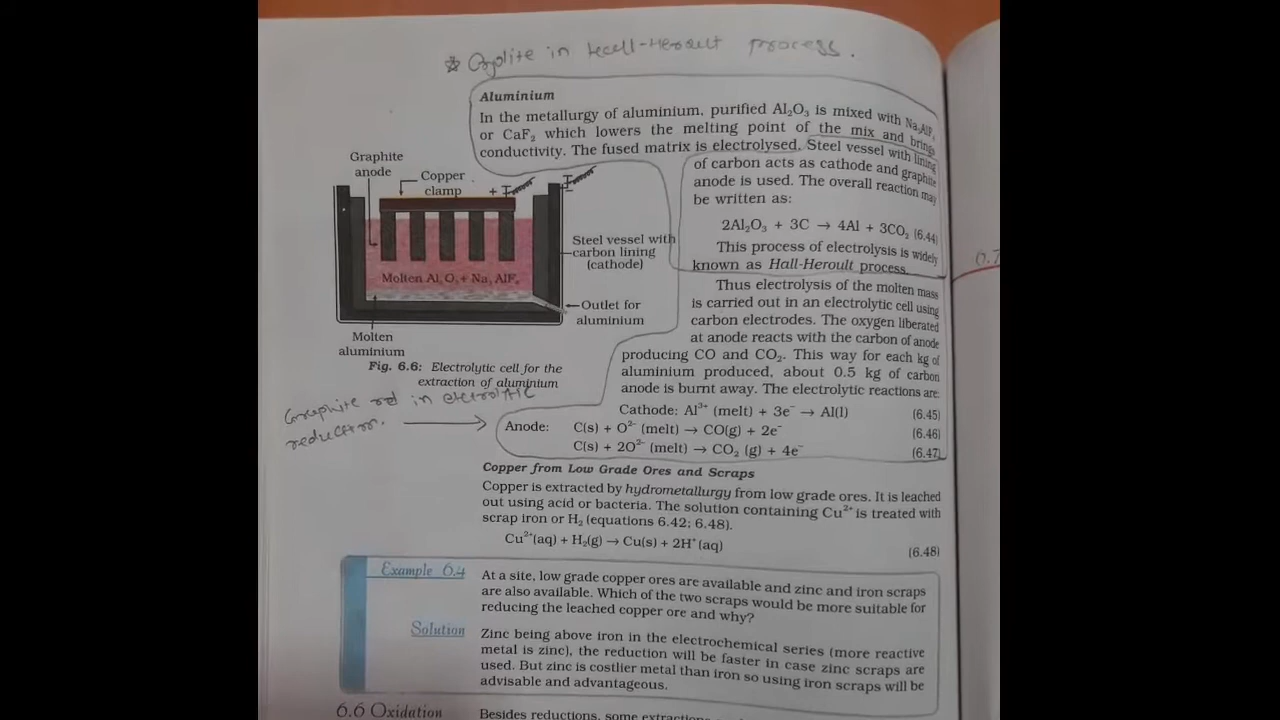 ☆ Cryolite in Hall-Heroult process.
Aluminium
In the metallurgy of aluminium, purified Al₂O₃ is mixed with Na₃AlF₆
or CaF₂ which lowers the melting point of the mix and brings
conductivity. The fused matrix is electrolysed. Steel vessel with lining
of carbon acts as cathode and graphite
anode is used. The overall reaction may
be written as:
2Al₂O₃ + 3C → 4Al + 3CO₂ (6.44)
This process of electrolysis is widely
known as Hall-Heroult process.
Thus electrolysis of the molten mass
is carried out in an electrolytic cell using
carbon electrodes. The oxygen liberated
at anode reacts with the carbon of anode
producing CO and CO₂. This way for each kg of
aluminium produced, about 0.5 kg of carbon
anode is burnt away. The electrolytic reactions are:
Graphite
anode
Copper
clamp
+
–
Steel vessel with
carbon lining
(cathode)
Molten Al₂O₃+ Na₃AlF₆
Outlet for
aluminium
Molten
aluminium
Fig. 6.6: Electrolytic cell for the
extraction of aluminium
Graphite rod in
reduction.
Cathode: Al³⁺ (melt) + 3e⁻ → Al(l) (6.45)
Anode: C(s) + O²⁻ (melt) → CO(g) + 2e⁻ (6.46)
C(s) + 2O²⁻ (melt) → CO₂ (g) + 4e⁻ (6.47)
Copper from Low Grade Ores and Scraps
Copper is extracted by hydrometallurgy from low grade ores. It is leached
out using acid or bacteria. The solution containing Cu²⁺ is treated with
scrap iron or H₂ (equations 6.42; 6.48).
Cu²⁺(aq) + H₂(g) → Cu(s) + 2H⁺ (aq) (6.48)
Example 6.4
At a site, low grade copper ores are available and zinc and iron scraps
are also available. Which of the two scraps would be more suitable for
reducing the leached copper ore and why?
Solution
Zinc being above iron in the electrochemical series (more reactive
metal is zinc), the reduction will be faster in case zinc scraps are
used. But zinc is costlier metal than iron so using iron scraps will be
advisable and advantageous.
6.6 Oxidation
Besides reductions, some extractions
6.7